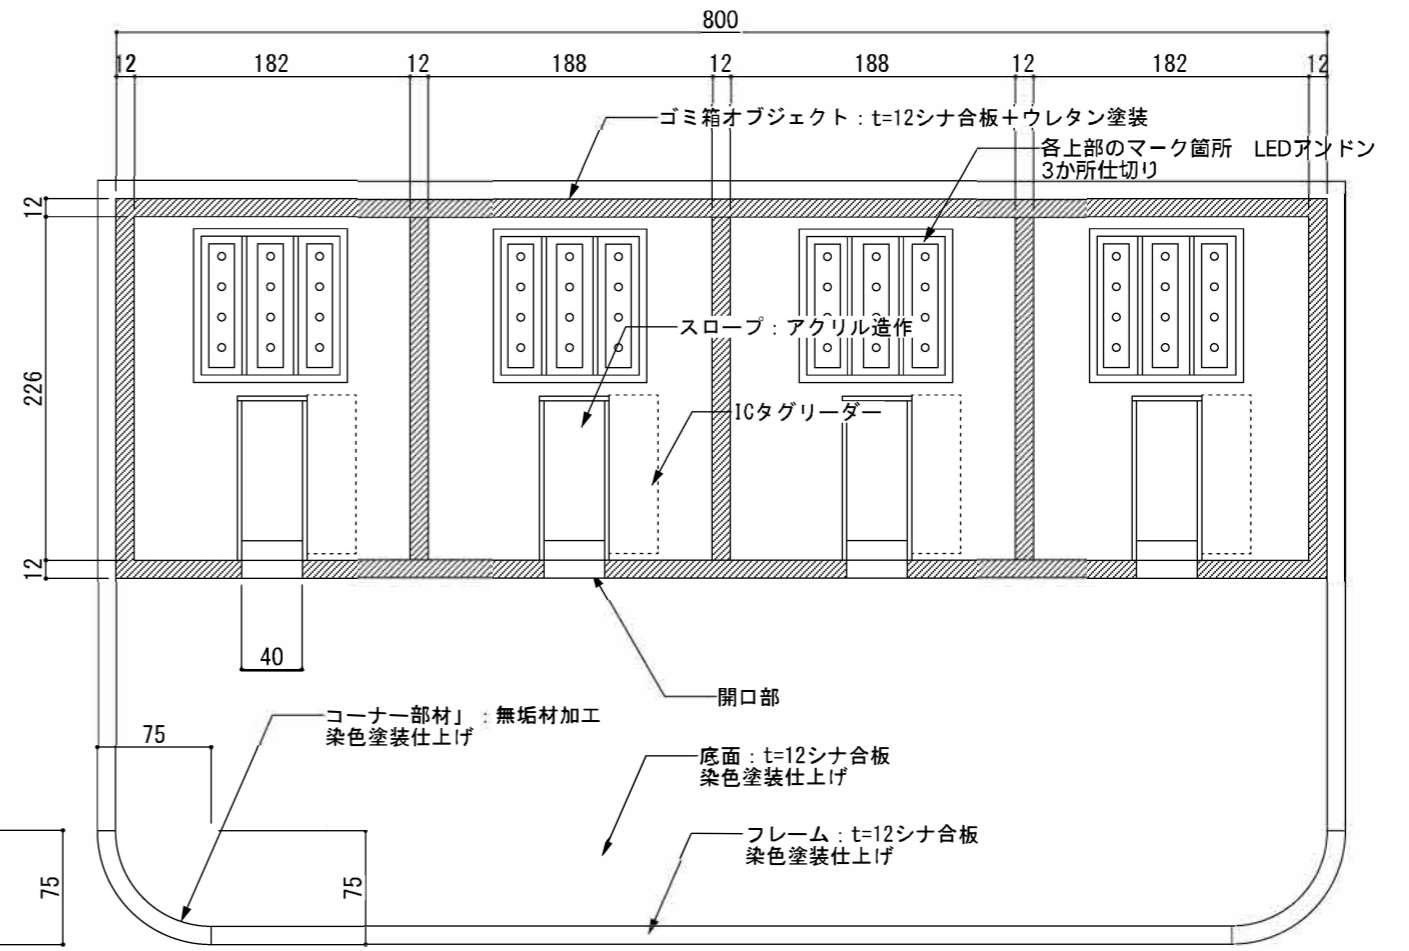 800
12 182 12 188 12 188 12 182 12
ゴミ箱オブジェクト：t=12シナ合板＋ウレタン塗装
各上部のマーク箇所　LEDアンドン
3か所仕切り
12
226
12
スロープ：アクリル造作
ICタグリーダー
40
開口部
コーナー部材」：無垢材加工
染色塗装仕上げ
75
底面：t=12シナ合板
染色塗装仕上げ
フレーム：t=12シナ合板
染色塗装仕上げ
75
75